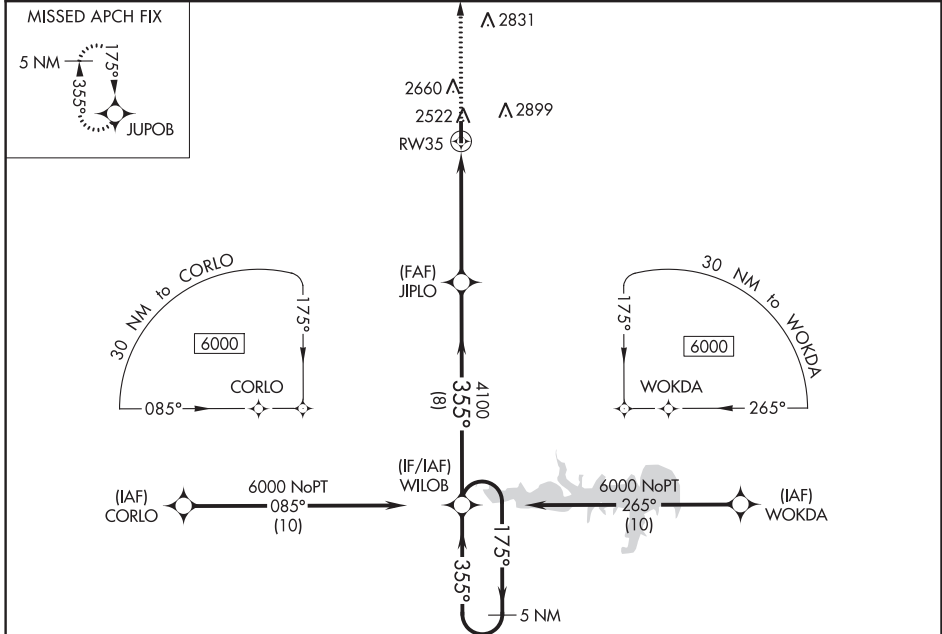 MISSED APCH FIX
5 NM
175°
355°
JUPOB
2831
2660
2522
2899
RW35
(FAF)
JIPLO
30 NM to CORLO
6000
175°
CORLO
085°
30 NM to WOKDA
6000
175°
WOKDA
265°
4100
355°
(8)
(IF/IAF)
WILOB
(IAF)
CORLO
6000 NoPT
085°
(10)
6000 NoPT
265°
(10)
(IAF)
WOKDA
175°
355°
5 NM